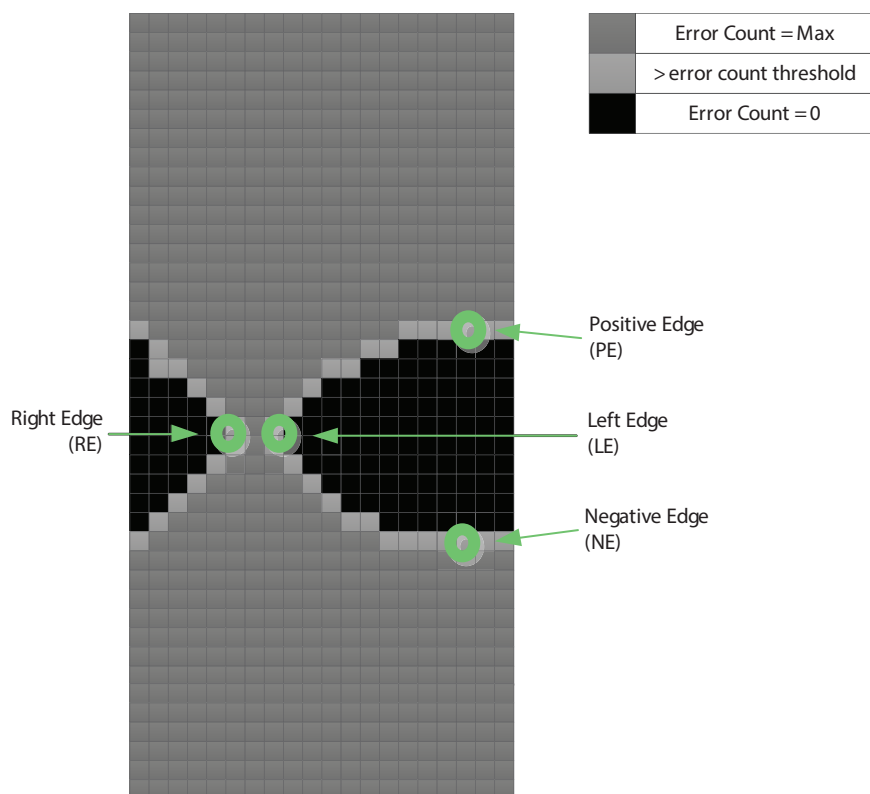 Error Count = Max
> error count threshold
Error Count = 0
Positive Edge
(PE)
Right Edge
(RE)
Left Edge
(LE)
Negative Edge
(NE)